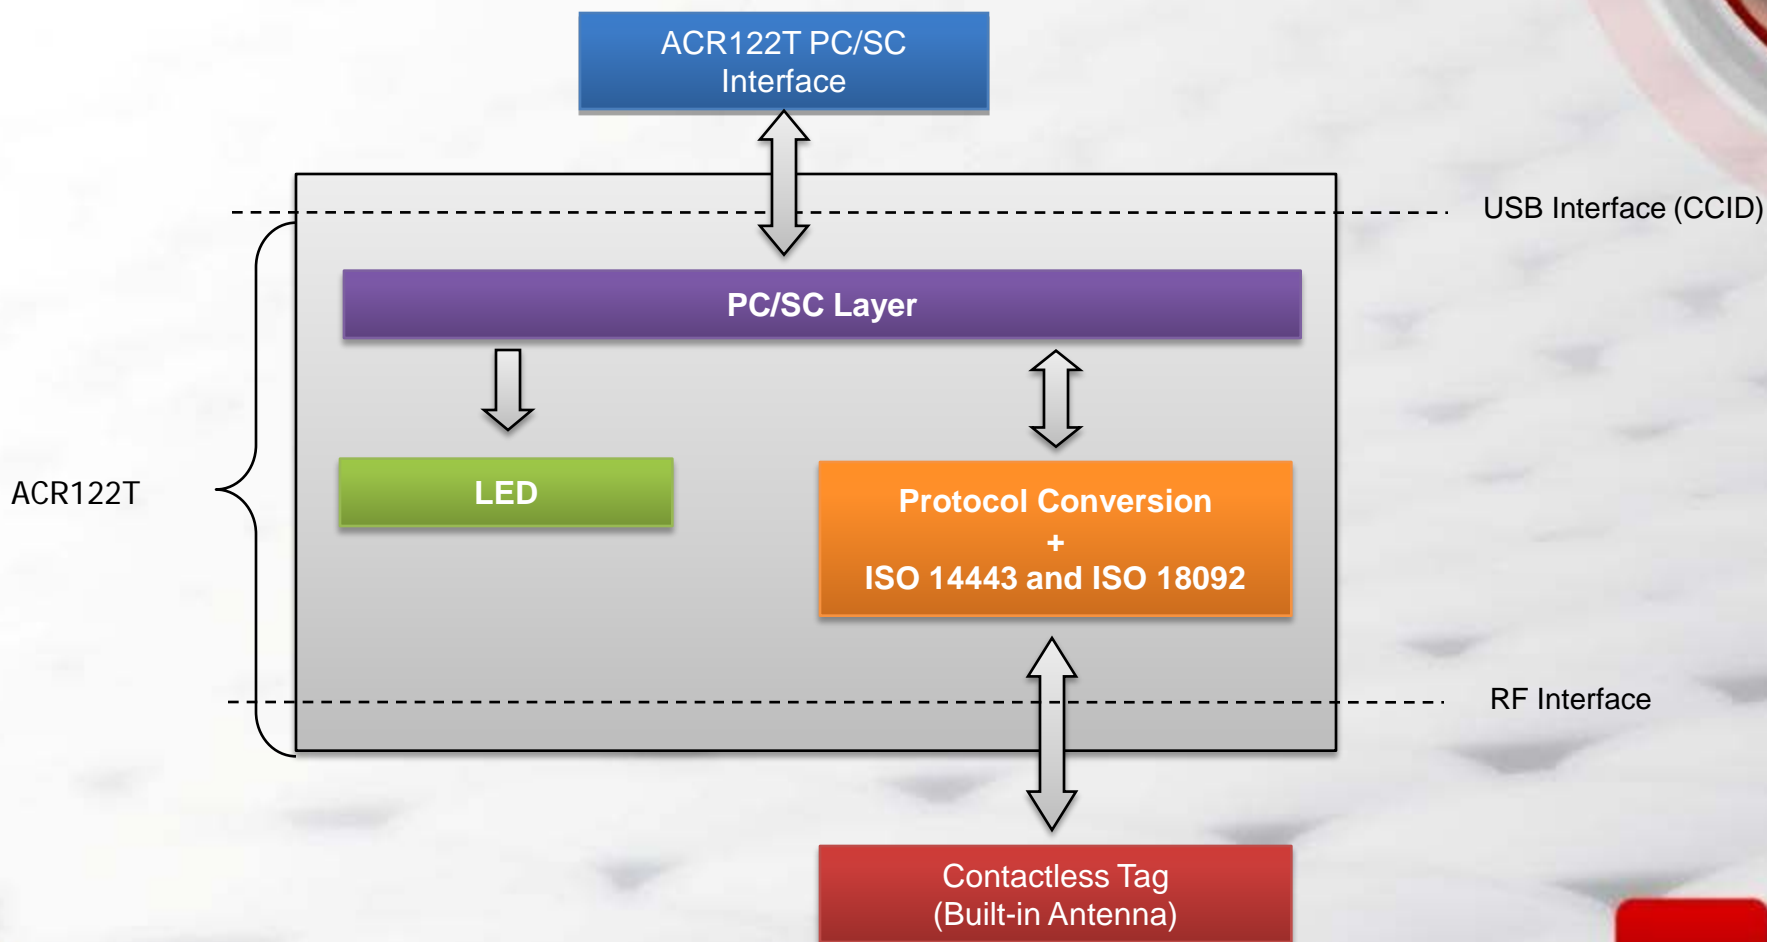 ACR122T PC/SC
Interface
USB Interface (CCID)
PC/SC Layer
LED
Protocol Conversion
+
ISO 14443 and ISO 18092
ACR122T
RF Interface
Contactless Tag
(Built-in Antenna)